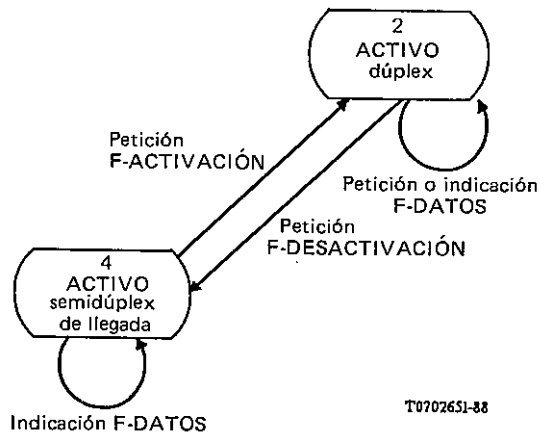 2
ACTIVO
dúplex
Petición
F-ACTIVACIÓN
Petición o indicación
F-DATOS
Petición
F-DESACTIVACIÓN
4
ACTIVO
semidúplex
de llegada
Indicación F-DATOS
T0702651-88